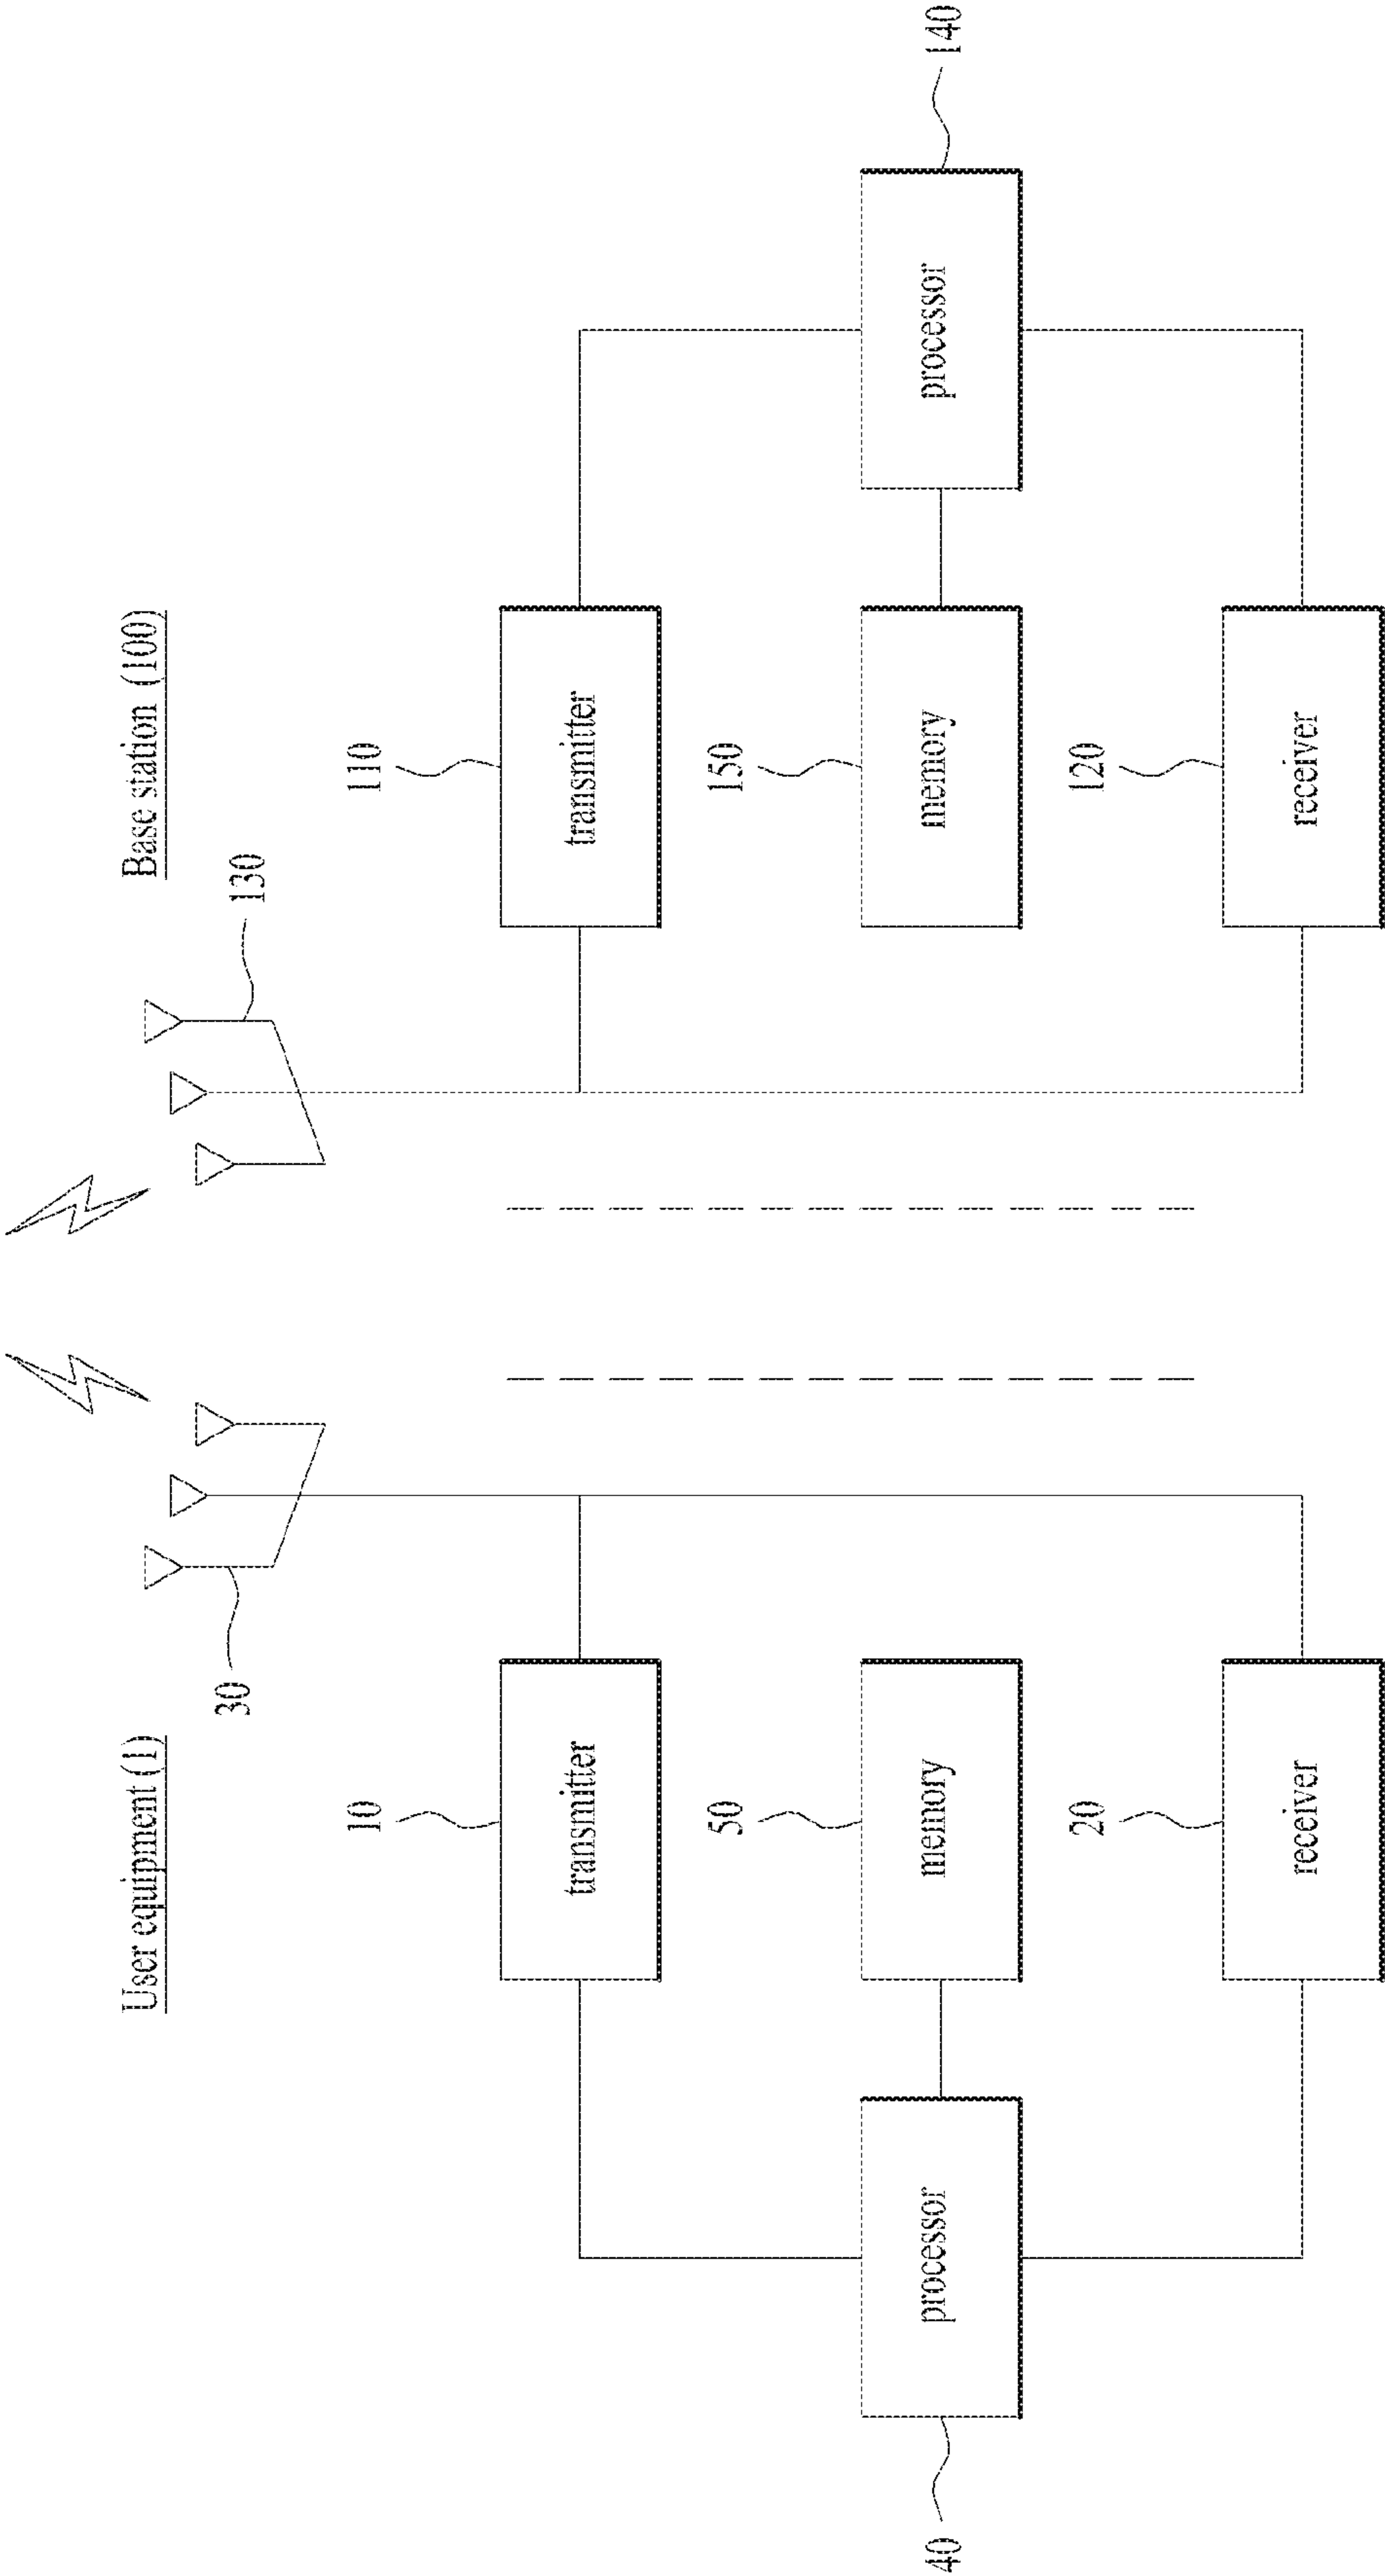 User equipment (1)
Base station (100)
30
130
10
110
transmitter
transmitter
40
processor
50
memory
150
memory
processor
140
20
120
receiver
receiver